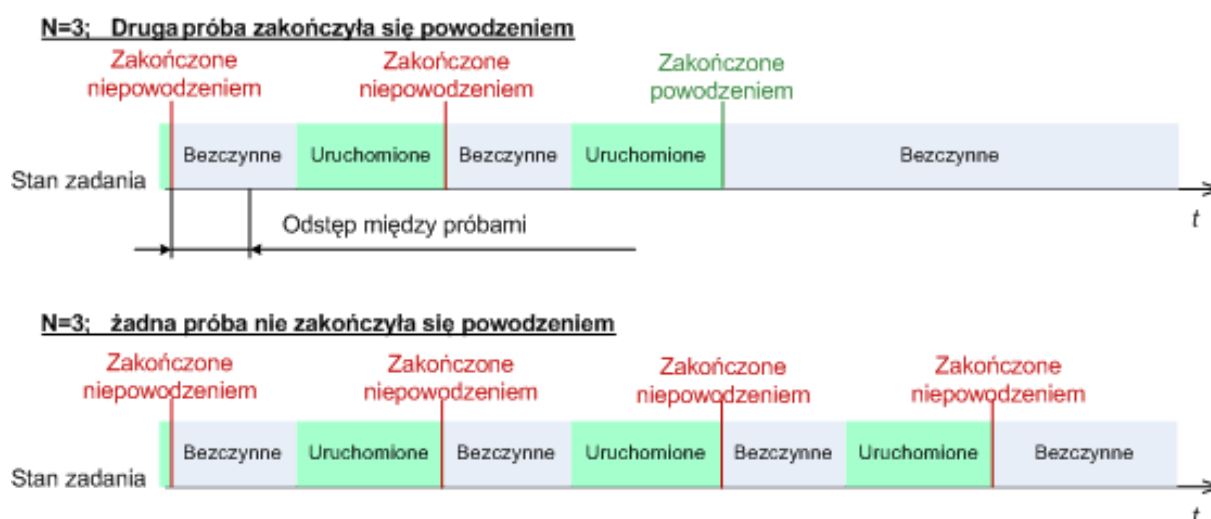 N=3; Druga próba zakończyła się powodzeniem
Zakończone niepowodzeniem
Zakończone niepowodzeniem
Zakończone powodzeniem
Bezczynne Uruchomione Bezczynne Uruchomione Bezczynne
Stan zadania
t
Odstęp między próbami
N=3; żadna próba nie zakończyła się powodzeniem
Zakończone niepowodzeniem
Zakończone niepowodzeniem
Zakończone niepowodzeniem
Zakończone niepowodzeniem
Bezczynne Uruchomione Bezczynne Uruchomione Bezczynne Uruchomione Bezczynne
Stan zadania
t